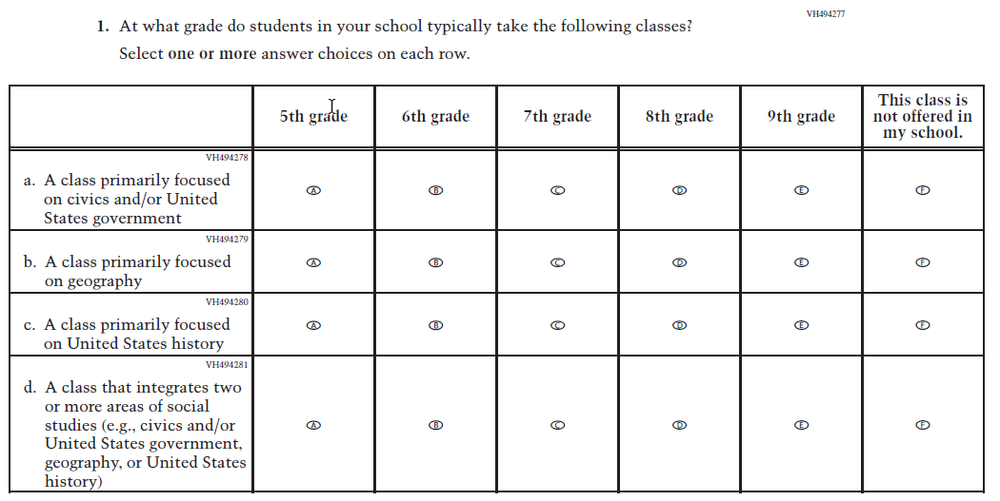 VH494277
1. At what grade do students in your school typically take the following classes?
Select one or more answer choices on each row.
5th grade 6th grade 7th grade 8th grade 9th grade This class is
not offered in
my school.
VH494278
a. A class primarily focused
on civics and/or United
States government
A B C D E F
VH494279
b. A class primarily focused
on geography
A B C D E F
VH494280
c. A class primarily focused
on United States history
A B C D E F
VH494281
d. A class that integrates two
or more areas of social
studies (e.g., civics and/or
United States government,
geography, or United States
history)
A B C D E F